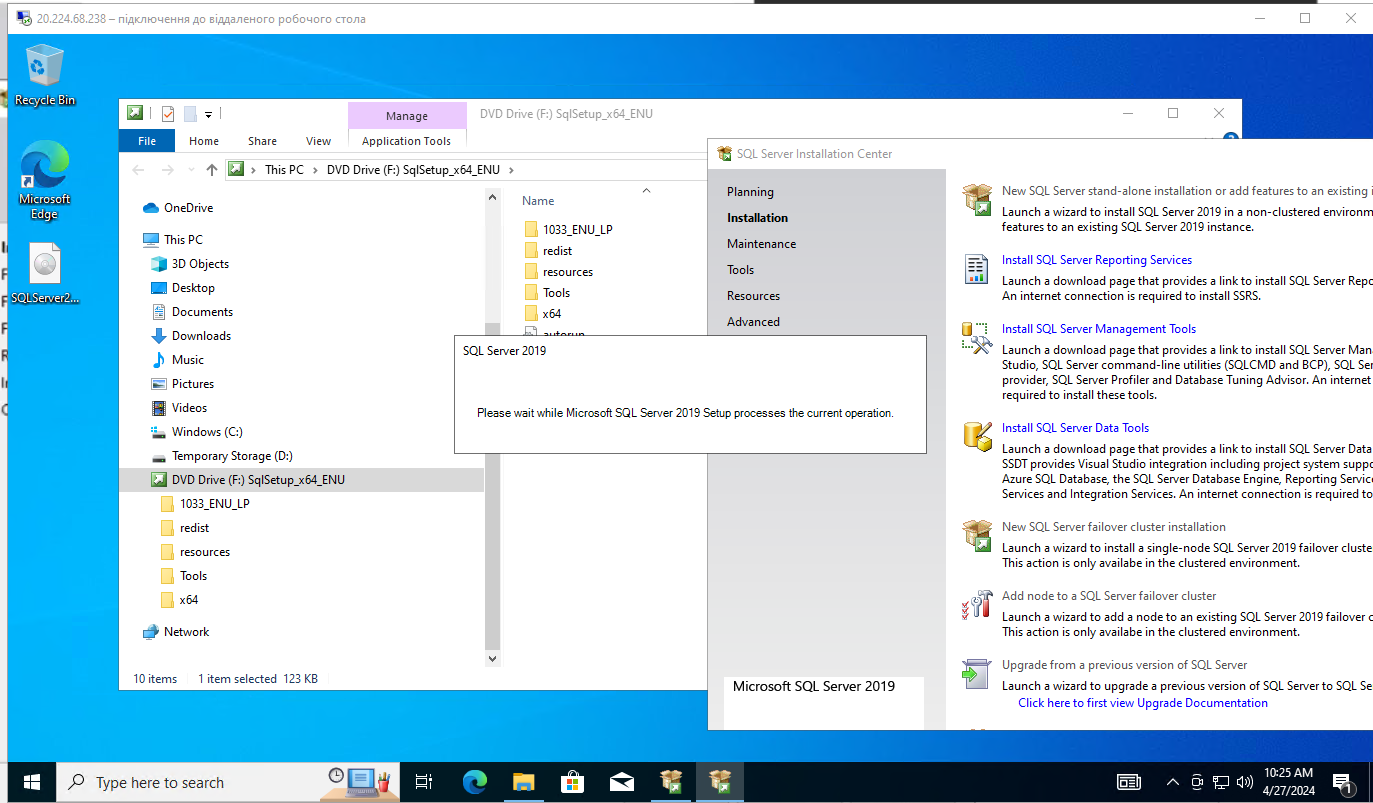 20.224.68.238 – підключення до віддаленого робочого стола
Recycle Bin
Microsoft
Edge
SQLServer2...
Manage
DVD Drive (F:) SqlSetup_x64_ENU
File
Home
Share
View
Application Tools
This PC
DVD Drive (F:) SqlSetup_x64_ENU
OneDrive
This PC
3D Objects
Desktop
Documents
Downloads
Music
Pictures
Videos
Windows (C:)
Temporary Storage (D:)
DVD Drive (F:) SqlSetup_x64_ENU
1033_ENU_LP
redist
resources
Tools
x64
Network
Name
1033_ENU_LP
redist
resources
Tools
x64
autorun
10 items
1 item selected 123 KB
SQL Server 2019
Please wait while Microsoft SQL Server 2019 Setup processes the current operation.
SQL Server Installation Center
Planning
Installation
Maintenance
Tools
Resources
Advanced
Microsoft SQL Server 2019
New SQL Server stand-alone installation or add features to an existing i
Launch a wizard to install SQL Server 2019 in a non-clustered environm
features to an existing SQL Server 2019 instance.
Install SQL Server Reporting Services
Launch a download page that provides a link to install SQL Server Repo
An internet connection is required to install SSRS.
Install SQL Server Management Tools
Launch a download page that provides a link to install SQL Server Man
Studio, SQL Server command-line utilities (SQLCMD and BCP), SQL Ser
provider, SQL Server Profiler and Database Tuning Advisor. An internet
required to install these tools.
Install SQL Server Data Tools
Launch a download page that provides a link to install SQL Server Data
SSDT provides Visual Studio integration including project system suppo
Azure SQL Database, the SQL Server Database Engine, Reporting Servic
Services and Integration Services. An internet connection is required to
New SQL Server failover cluster installation
Launch a wizard to install a single-node SQL Server 2019 failover cluste
This action is only availabe in the clustered environment.
Add node to a SQL Server failover cluster
Launch a wizard to add a node to an existing SQL Server 2019 failover c
This action is only availabe in the clustered environment.
Upgrade from a previous version of SQL Server
Launch a wizard to upgrade a previous version of SQL Server to SQL Se
Click here to first view Upgrade Documentation
Type here to search
10:25 AM
4/27/2024
1